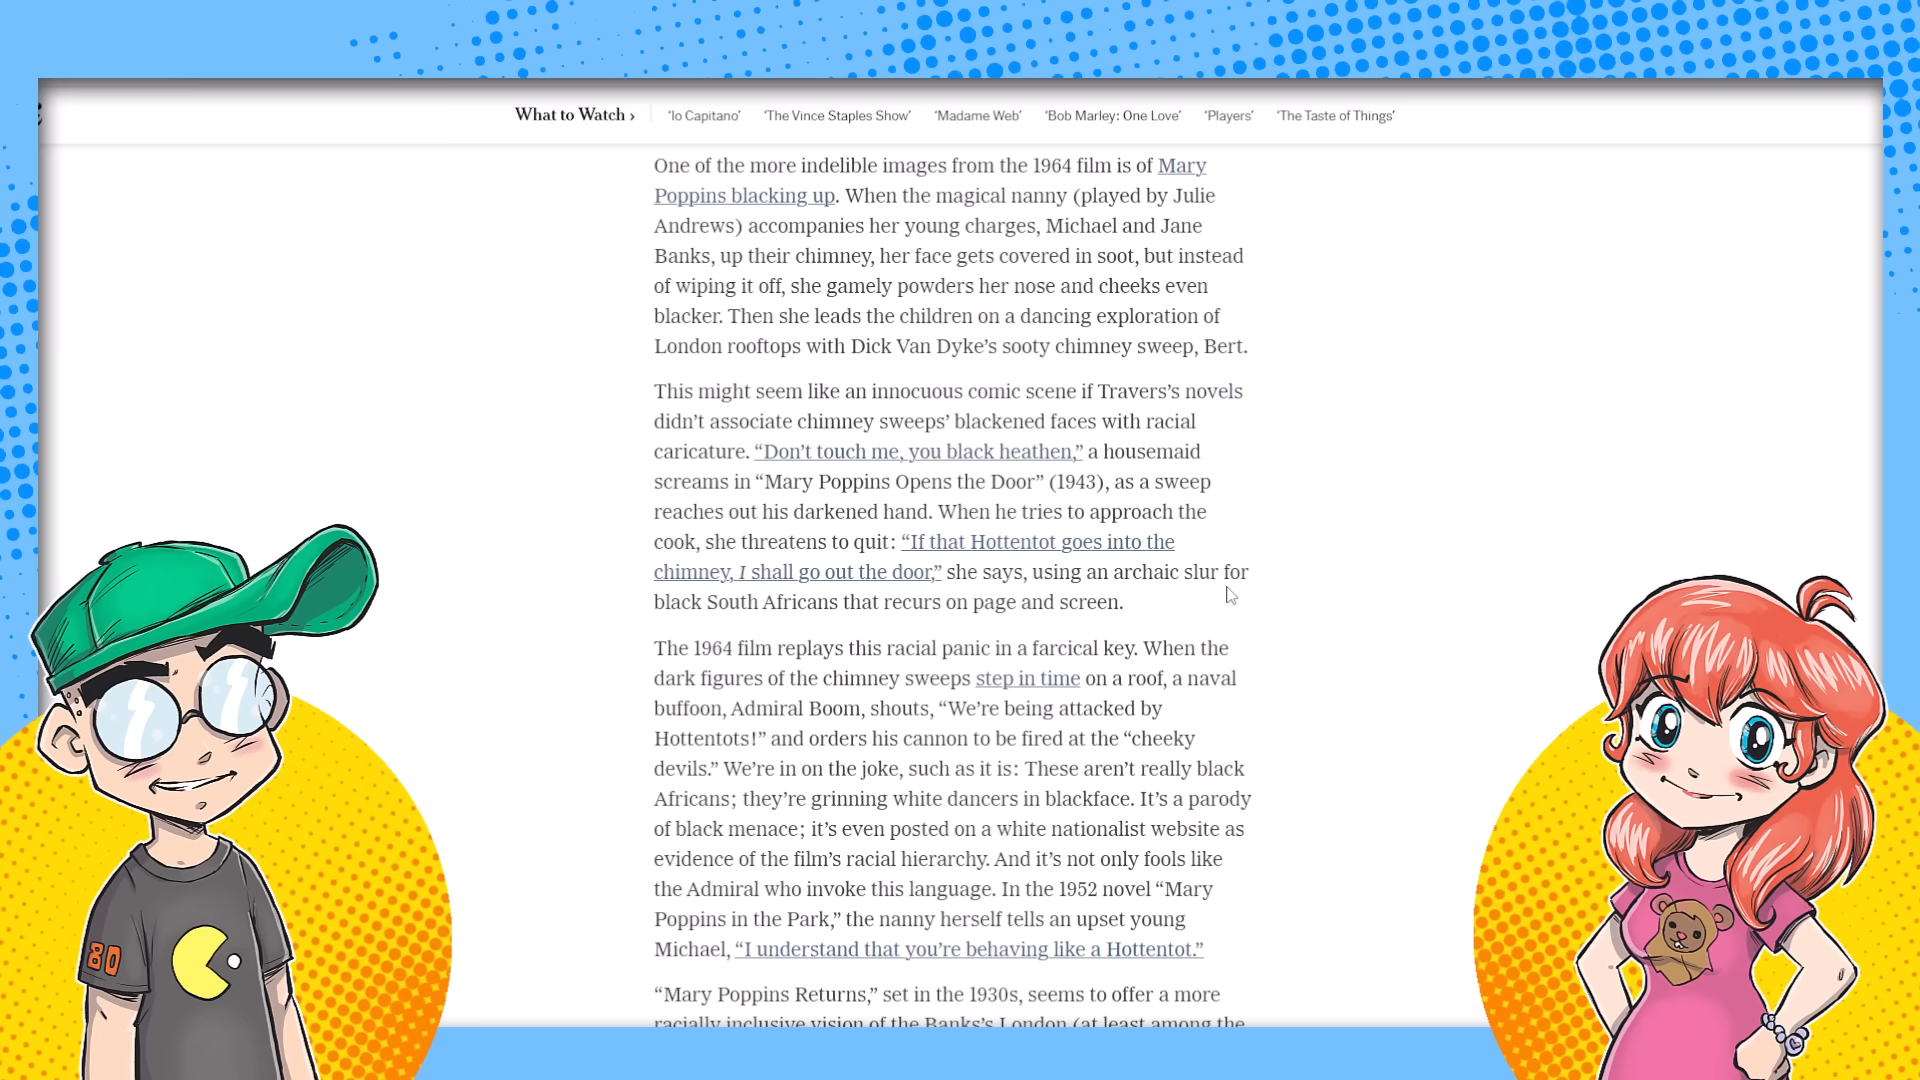 What to Watch › 'Io Capitano' 'The Vince Staples Show' 'Madame Web' 'Bob Marley: One Love' 'Players' 'The Taste of Things'
One of the more indelible images from the 1964 film is of Mary
Poppins blacking up. When the magical nanny (played by Julie
Andrews) accompanies her young charges, Michael and Jane
Banks, up their chimney, her face gets covered in soot, but instead
of wiping it off, she gamely powders her nose and cheeks even
blacker. Then she leads the children on a dancing exploration of
London rooftops with Dick Van Dyke's sooty chimney sweep, Bert.
This might seem like an innocuous comic scene if Travers's novels
didn't associate chimney sweeps' blackened faces with racial
caricature. “Don't touch me, you black heathen,” a housemaid
screams in “Mary Poppins Opens the Door” (1943), as a sweep
reaches out his darkened hand. When he tries to approach the
cook, she threatens to quit: “If that Hottentot goes into the
chimney, I shall go out the door,” she says, using an archaic slur for
black South Africans that recurs on page and screen.
The 1964 film replays this racial panic in a farcical key. When the
dark figures of the chimney sweeps step in time on a roof, a naval
buffoon, Admiral Boom, shouts, “We're being attacked by
Hottentots!” and orders his cannon to be fired at the “cheeky
devils.” We're in on the joke, such as it is: These aren't really black
Africans; they're grinning white dancers in blackface. It's a parody
of black menace; it's even posted on a white nationalist website as
evidence of the film's racial hierarchy. And it's not only fools like
the Admiral who invoke this language. In the 1952 novel “Mary
Poppins in the Park,” the nanny herself tells an upset young
Michael, “I understand that you're behaving like a Hottentot.”
“Mary Poppins Returns,” set in the 1930s, seems to offer a more
racially inclusive vision of the Banks's London (at least among the
80